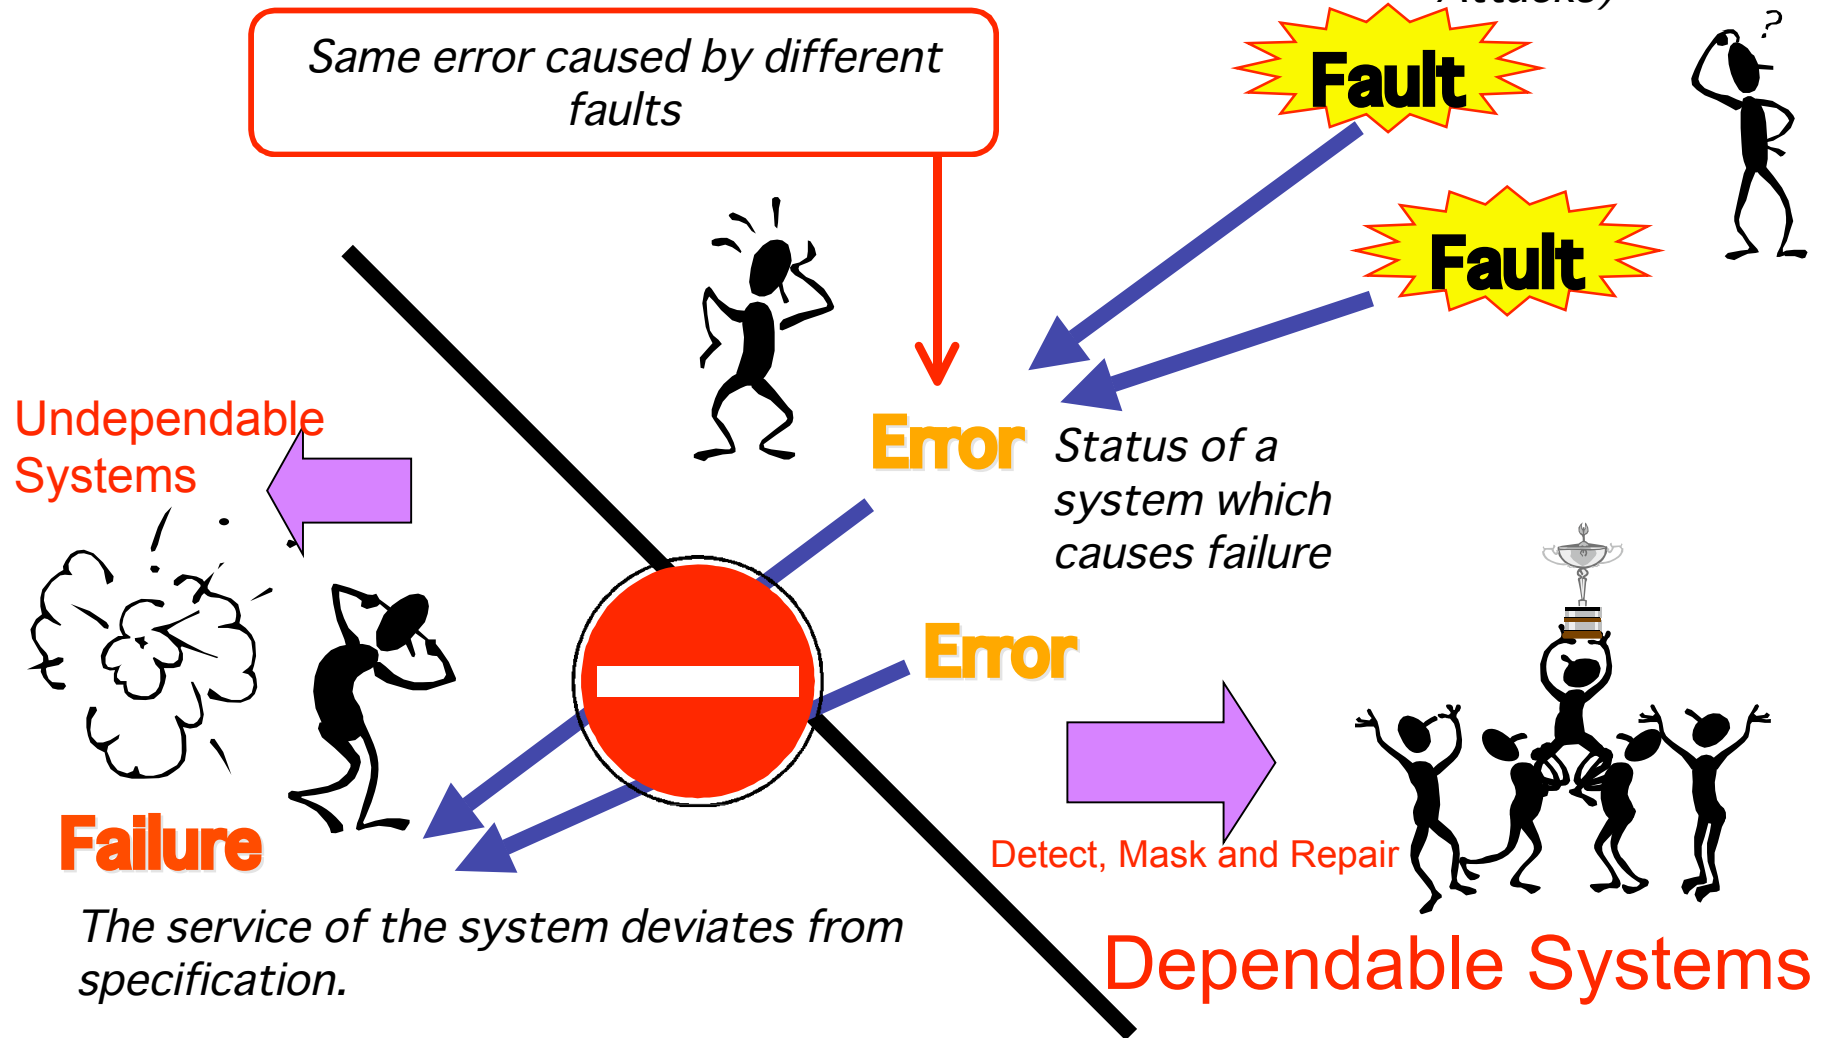 Attacks)
Same error caused by different
faults
Fault
?
Fault
Undependable
Systems
Error
Status of a
system which
causes failure
Error
Failure
Detect, Mask and Repair
The service of the system deviates from
specification.
Dependable Systems